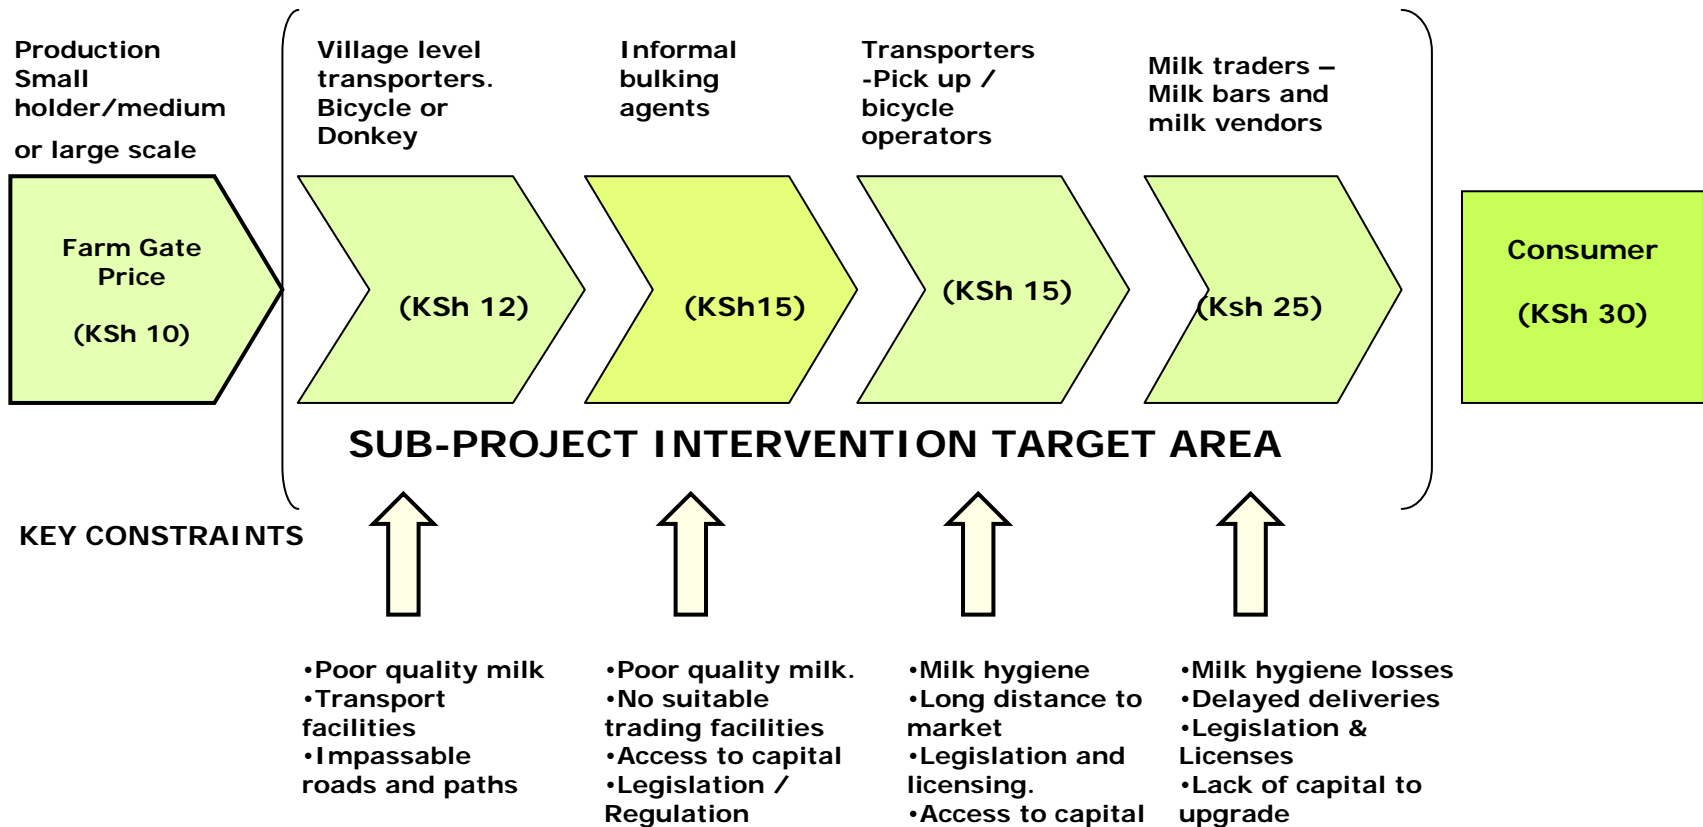 Production
Small
holder/medium
or large scale
Village level
transporters.
Bicycle or
Donkey
Informal
bulking
agents
Transporters
-Pick up /
bicycle
operators
Milk traders –
Milk bars and
milk vendors
Farm Gate
Price
(KSh 10)
(KSh 12)
(KSh15)
(KSh 15)
(Ksh 25)
Consumer
(KSh 30)
SUB-PROJECT INTERVENTION TARGET AREA
KEY CONSTRAINTS
•Poor quality milk
•Transport
facilities
•Impassable
roads and paths
•Poor quality milk.
•No suitable
trading facilities
•Access to capital
•Legislation /
Regulation
•Milk hygiene
•Long distance to
market
•Legislation and
licensing.
•Access to capital
•Milk hygiene losses
•Delayed deliveries
•Legislation &
Licenses
•Lack of capital to
upgrade